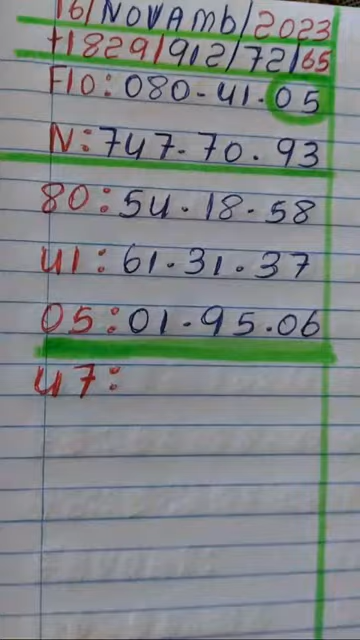 16/NOVAMB/2023
+1829/912/72/65
F10:080-41-05
N:747-70.93
80:54-18-58
41:61-31-37
05:01-95.06
47: